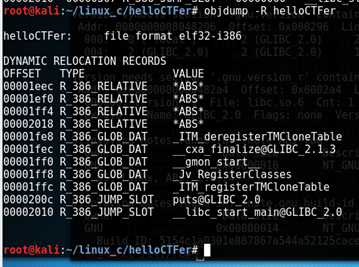 root@kali:~/linux_c/helloCTFer# objdump -R helloCTFer
helloCTFer:     file format elf32-i386
DYNAMIC RELOCATION RECORDS
OFFSET   TYPE              VALUE
00001eec R_386_RELATIVE    *ABS*
00001ef0 R_386_RELATIVE    *ABS*
00001ff4 R_386_RELATIVE    *ABS*
00002018 R_386_RELATIVE    *ABS*
00001fe8 R_386_GLOB_DAT    _ITM_deregisterTMCloneTable
00001fec R_386_GLOB_DAT    __cxa_finalize@GLIBC_2.1.3
00001ff0 R_386_GLOB_DAT    __gmon_start__
00001ff8 R_386_GLOB_DAT    _Jv_RegisterClasses
00001ffc R_386_GLOB_DAT    _ITM_registerTMCloneTable
0000200c R_386_JUMP_SLOT   puts@GLIBC_2.0
00002010 R_386_JUMP_SLOT   __libc_start_main@GLIBC_2.0
root@kali:~/linux_c/helloCTFer#